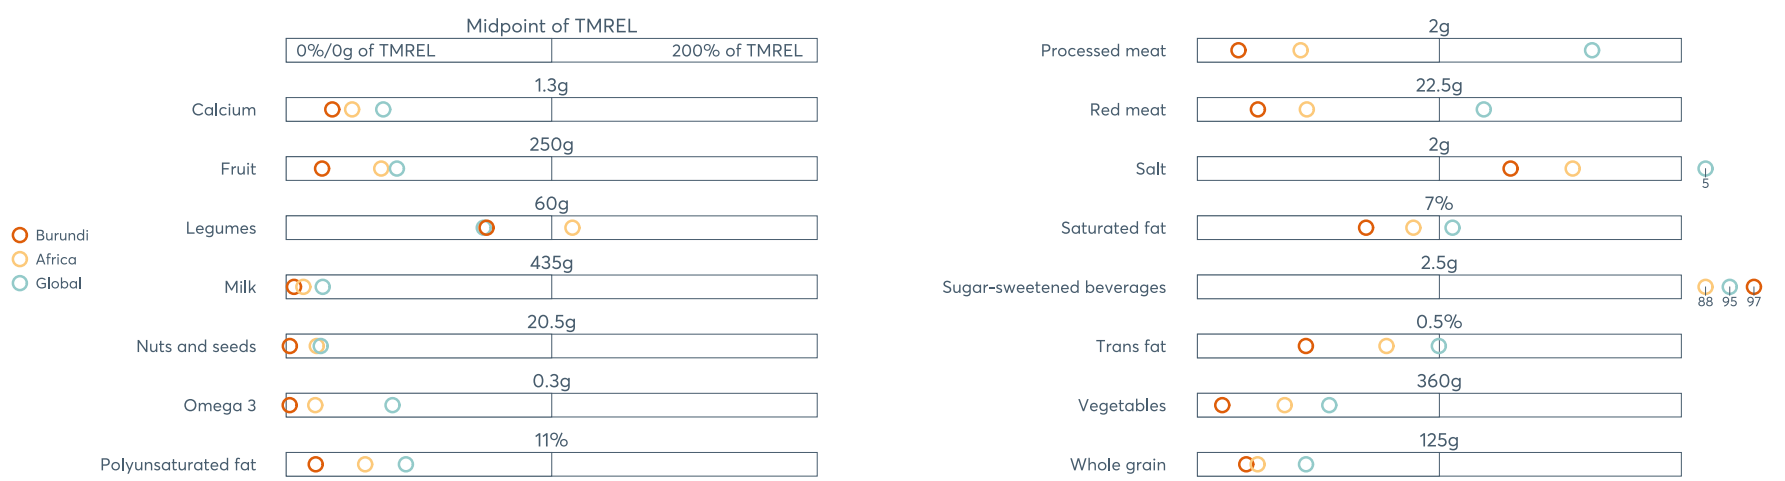 Midpoint of TMREL
0%/0g of TMREL 200% of TMREL
1.3g
Calcium
250g
Fruit
60g
Legumes
435g
Milk
20.5g
Nuts and seeds
0.3g
Omega 3
11%
Polyunsaturated fat
Burundi
Africa
Global
2g
Processed meat
22.5g
Red meat
2g
Salt
5
7%
Saturated fat
2.5g
Sugar-sweetened beverages
88 95 97
0.5%
Trans fat
360g
Vegetables
125g
Whole grain